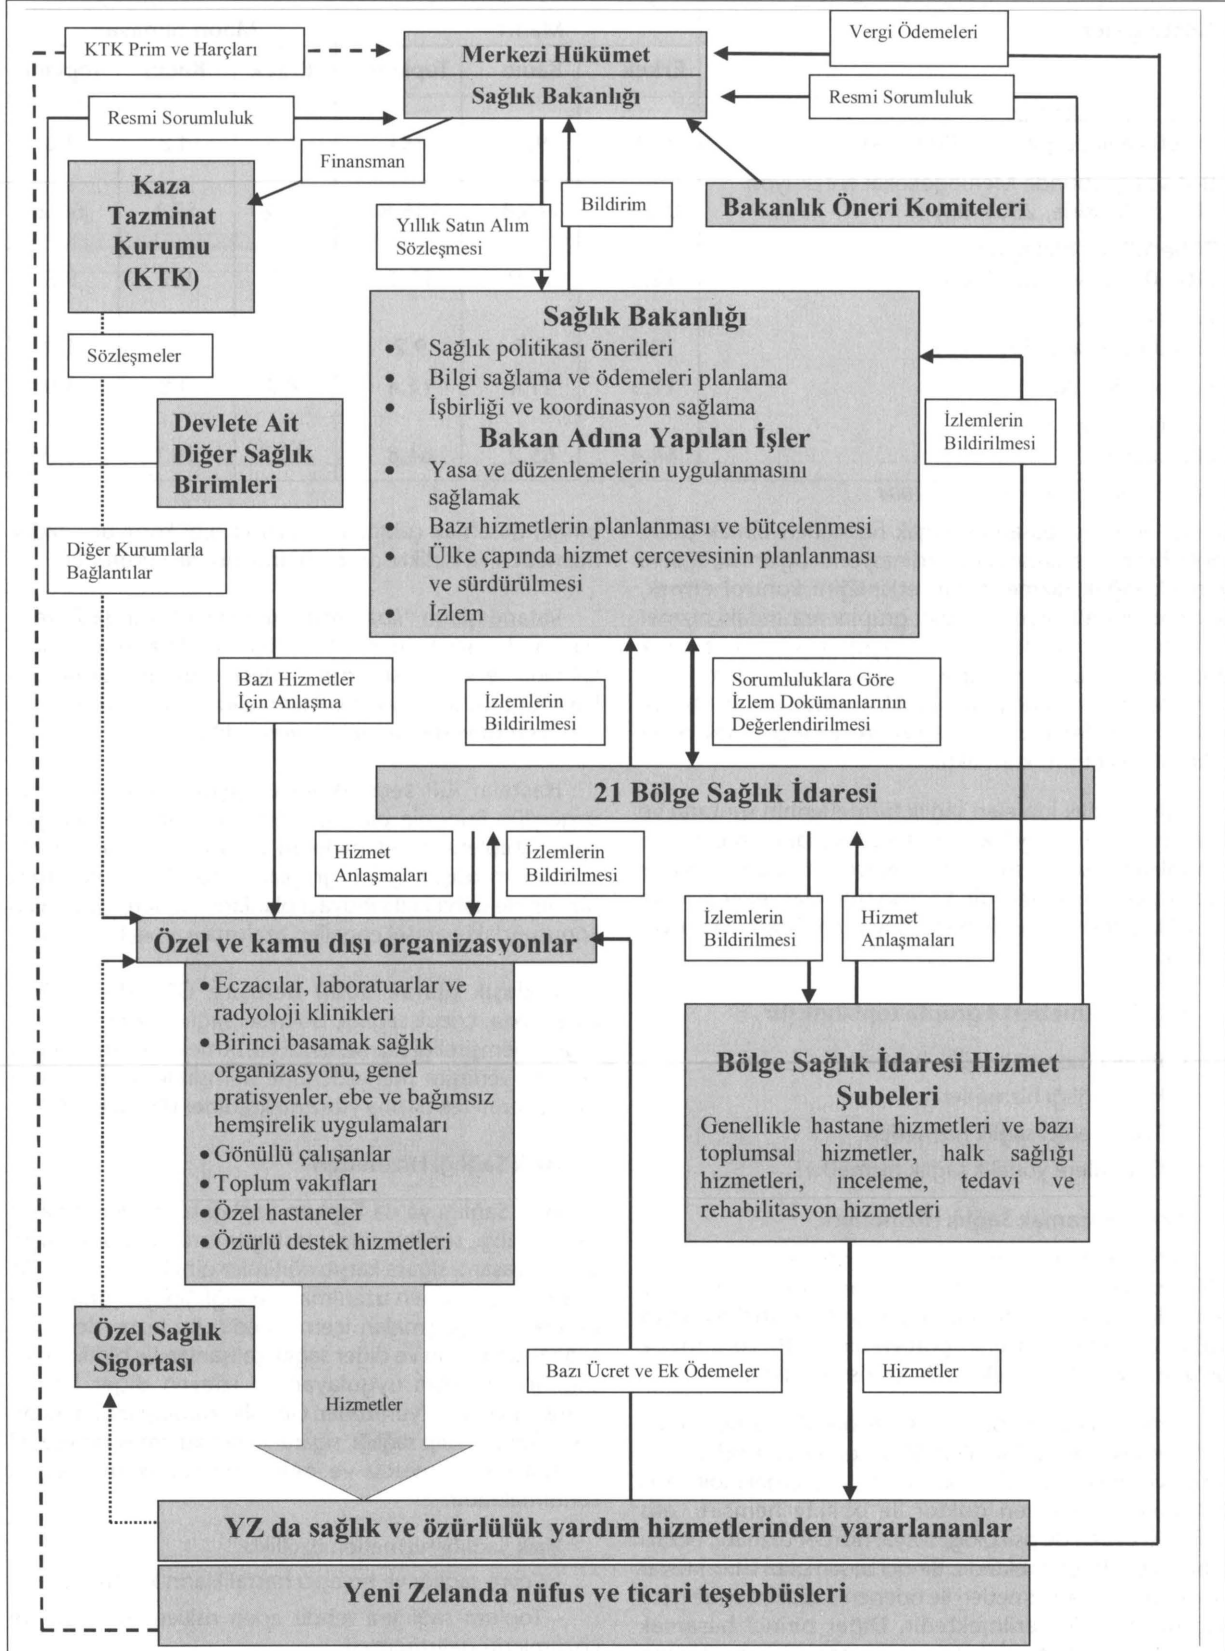 KTK Prim ve Harçları
Merkezi Hükümet
Sağlık Bakanlığı
Vergi Ödemeleri
Resmi Sorumluluk
Resmi Sorumluluk
Finansman
Kaza
Tazminat
Kurumu
(KTK)
Yıllık Satın Alım
Sözleşmesi
Bildirim
Bakanlık Öneri Komiteleri
Sözleşmeler
Devlete Ait
Diğer Sağlık
Birimleri
Sağlık Bakanlığı
• Sağlık politikası önerileri
• Bilgi sağlama ve ödemeleri planlama
• İşbirliği ve koordinasyon sağlama
Bakan Adına Yapılan İşler
• Yasa ve düzenlemelerin uygulanmasını
sağlamak
• Bazı hizmetlerin planlanması ve bütçelenmesi
• Ülke çapında hizmet çerçevesinin planlanması
ve sürdürülmesi
• İzlem
İzlemlerin
Bildirilmesi
Diğer Kurumlarla
Bağlantılar
Bazı Hizmetler
İçin Anlaşma
İzlemlerin
Bildirilmesi
Sorumluluklara Göre
İzlem Dokümanlarının
Değerlendirilmesi
21 Bölge Sağlık İdaresi
Hizmet
Anlaşmaları
İzlemlerin
Bildirilmesi
İzlemlerin
Bildirilmesi
Hizmet
Anlaşmaları
Özel ve kamu dışı organizasyonlar
• Eczacılar, laboratuarlar ve
radyoloji klinikleri
• Birinci basamak sağlık
organizasyonu, genel
pratisyenler, ebe ve bağımsız
hemşirelik uygulamaları
• Gönüllü çalışanlar
• Toplum vakıfları
• Özel hastaneler
• Özürlü destek hizmetleri
Bölge Sağlık İdaresi Hizmet
Şubeleri
Genellikle hastane hizmetleri ve bazı
toplumsal hizmetler, halk sağlığı
hizmetleri, inceleme, tedavi ve
rehabilitasyon hizmetleri
Özel Sağlık
Sigortası
Hizmetler
Bazı Ücret ve Ek Ödemeler
Hizmetler
YZ da sağlık ve özürlülük yardım hizmetlerinden yararlananlar
Yeni Zelanda nüfus ve ticari teşebbüsleri